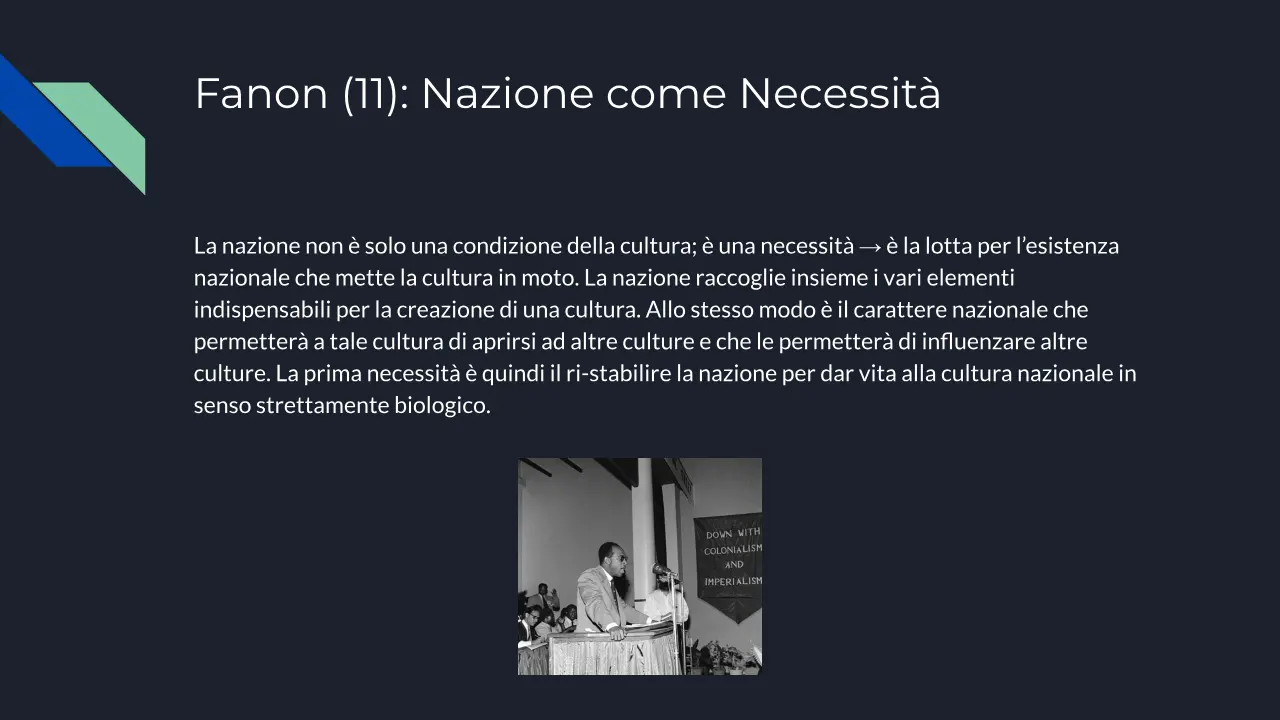 Fanon (11): Nazione come Necessità
La nazione non è solo una condizione della cultura; è una necessità → è la lotta per l’esistenza
nazionale che mette la cultura in moto. La nazione raccoglie insieme i vari elementi
indispensabili per la creazione di una cultura. Allo stesso modo è il carattere nazionale che
permetterà a tale cultura di aprirsi ad altre culture e che le permetterà di influenzare altre
culture. La prima necessità è quindi il ri-stabilire la nazione per dar vita alla cultura nazionale in
senso strettamente biologico.
DOWN WITH
COLONIALISM
AND
IMPERIALISM